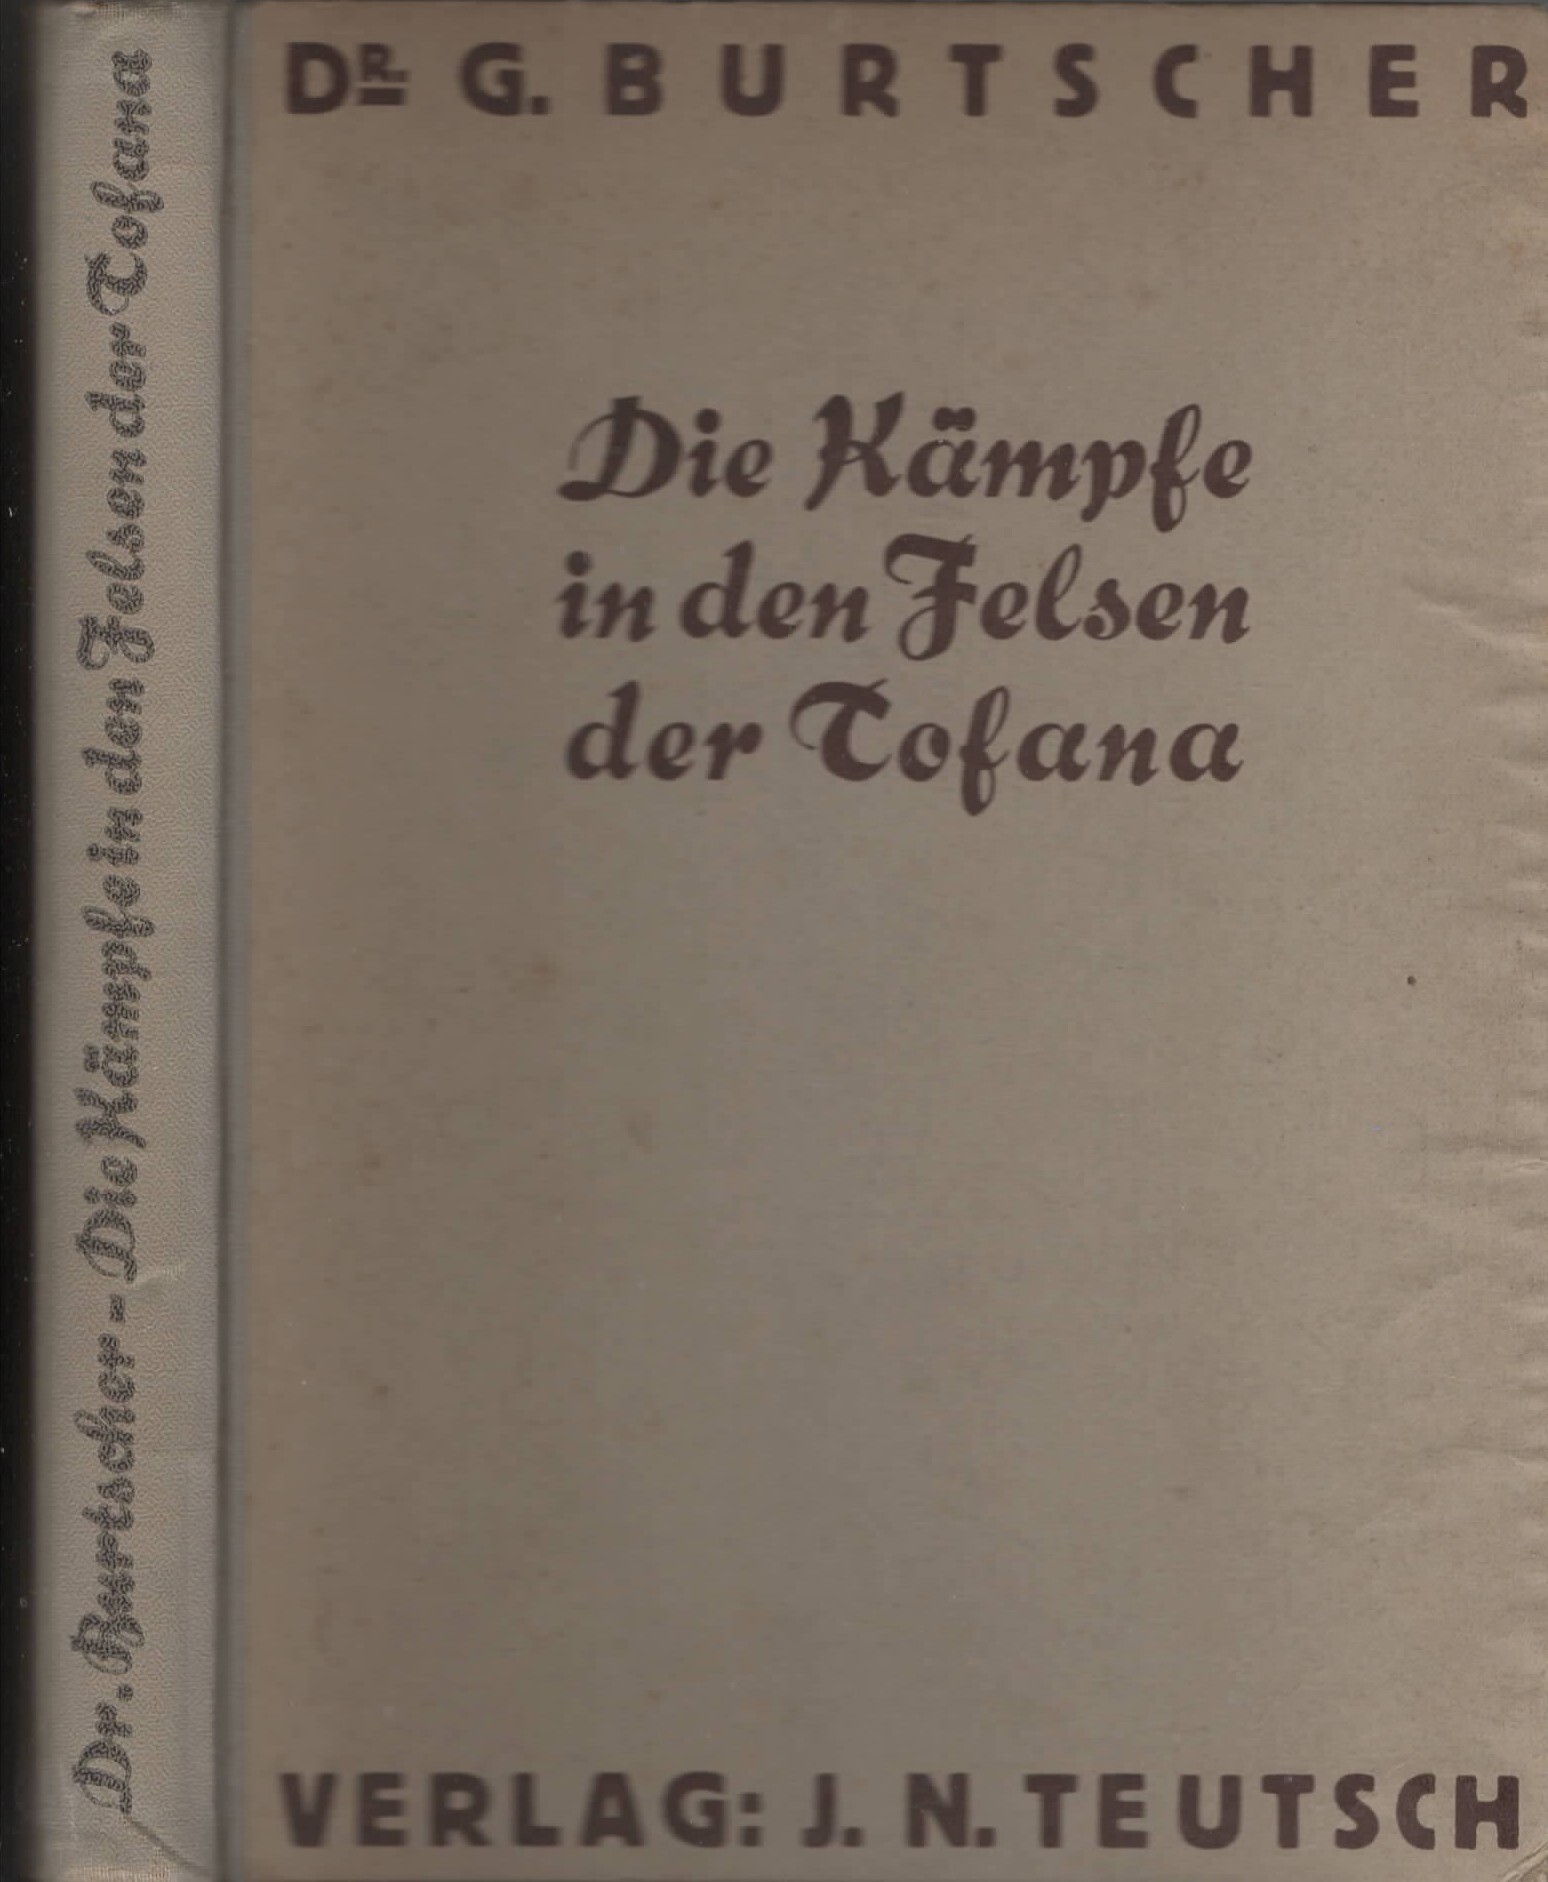 Dr. Burtscher - Die Kämpfe in den Felsen der Tofana
DR. G. BURTSCHER
Die Kämpfe
in den Felsen
der Tofana
VERLAG: J. N. TEUTSCH